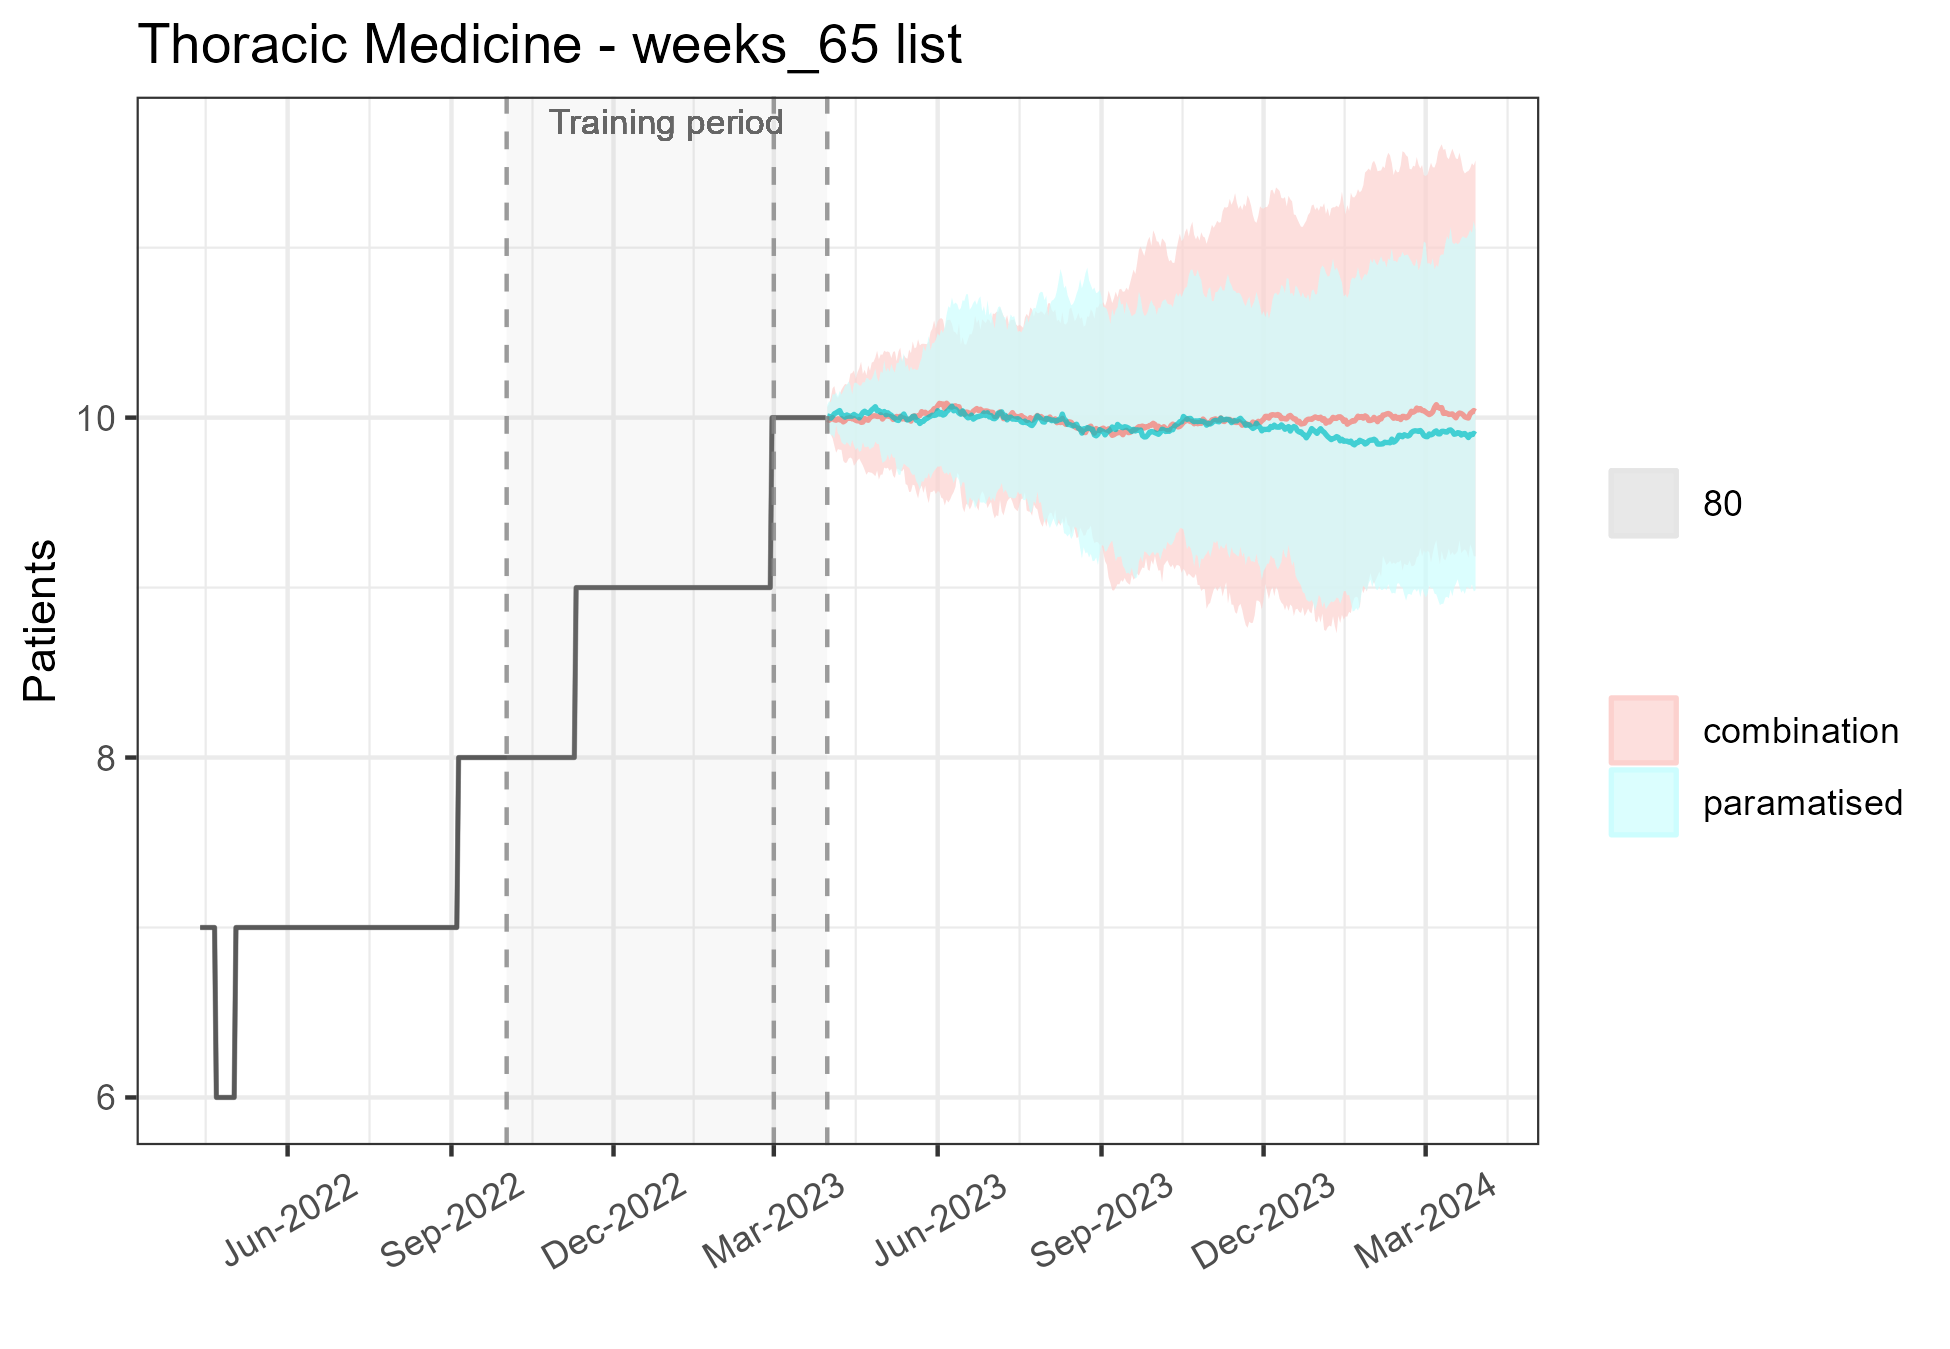 Thoracic Medicine - weeks_65 list
Training period
Patients
10
8
6
Jun-2022
Sep-2022
Dec-2022
Mar-2023
Jun-2023
Sep-2023
Dec-2023
Mar-2024
80
combination
paramatised